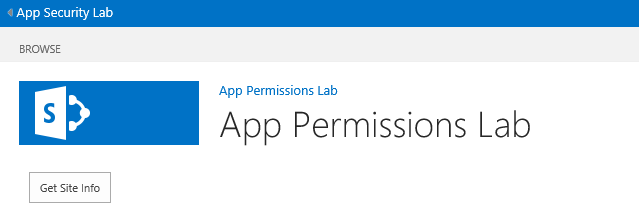 App Security Lab
BROWSE
S
App Permissions Lab
App Permissions Lab
Get Site Info